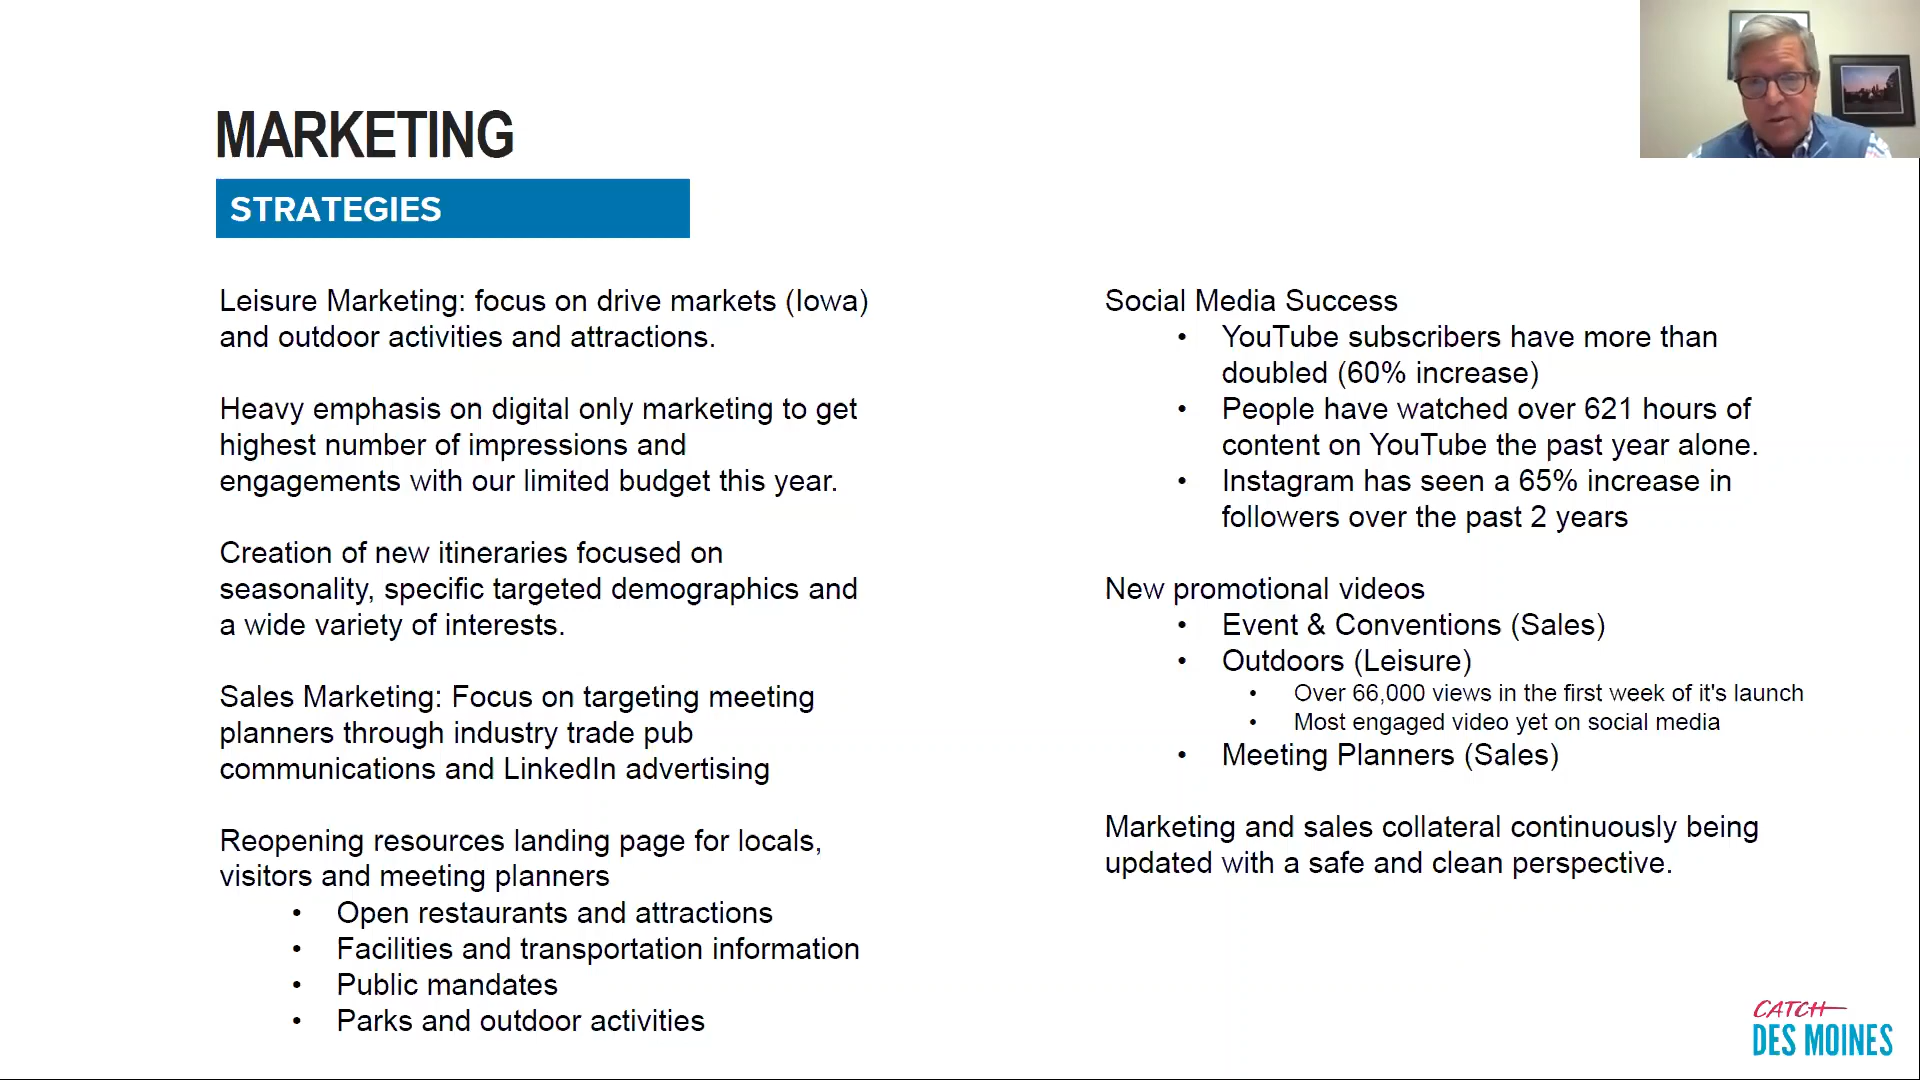 MARKETING
STRATEGIES
Leisure Marketing: focus on drive markets (Iowa)
and outdoor activities and attractions.
Heavy emphasis on digital only marketing to get
highest number of impressions and
engagements with our limited budget this year.
Creation of new itineraries focused on
seasonality, specific targeted demographics and
a wide variety of interests.
Sales Marketing: Focus on targeting meeting
planners through industry trade pub
communications and LinkedIn advertising
Reopening resources landing page for locals,
visitors and meeting planners
• Open restaurants and attractions
• Facilities and transportation information
• Public mandates
• Parks and outdoor activities
Social Media Success
• YouTube subscribers have more than
doubled (60% increase)
• People have watched over 621 hours of
content on YouTube the past year alone.
• Instagram has seen a 65% increase in
followers over the past 2 years
New promotional videos
• Event & Conventions (Sales)
• Outdoors (Leisure)
• Over 66,000 views in the first week of it's launch
• Most engaged video yet on social media
• Meeting Planners (Sales)
Marketing and sales collateral continuously being
updated with a safe and clean perspective.
CATCH
DES MOINES